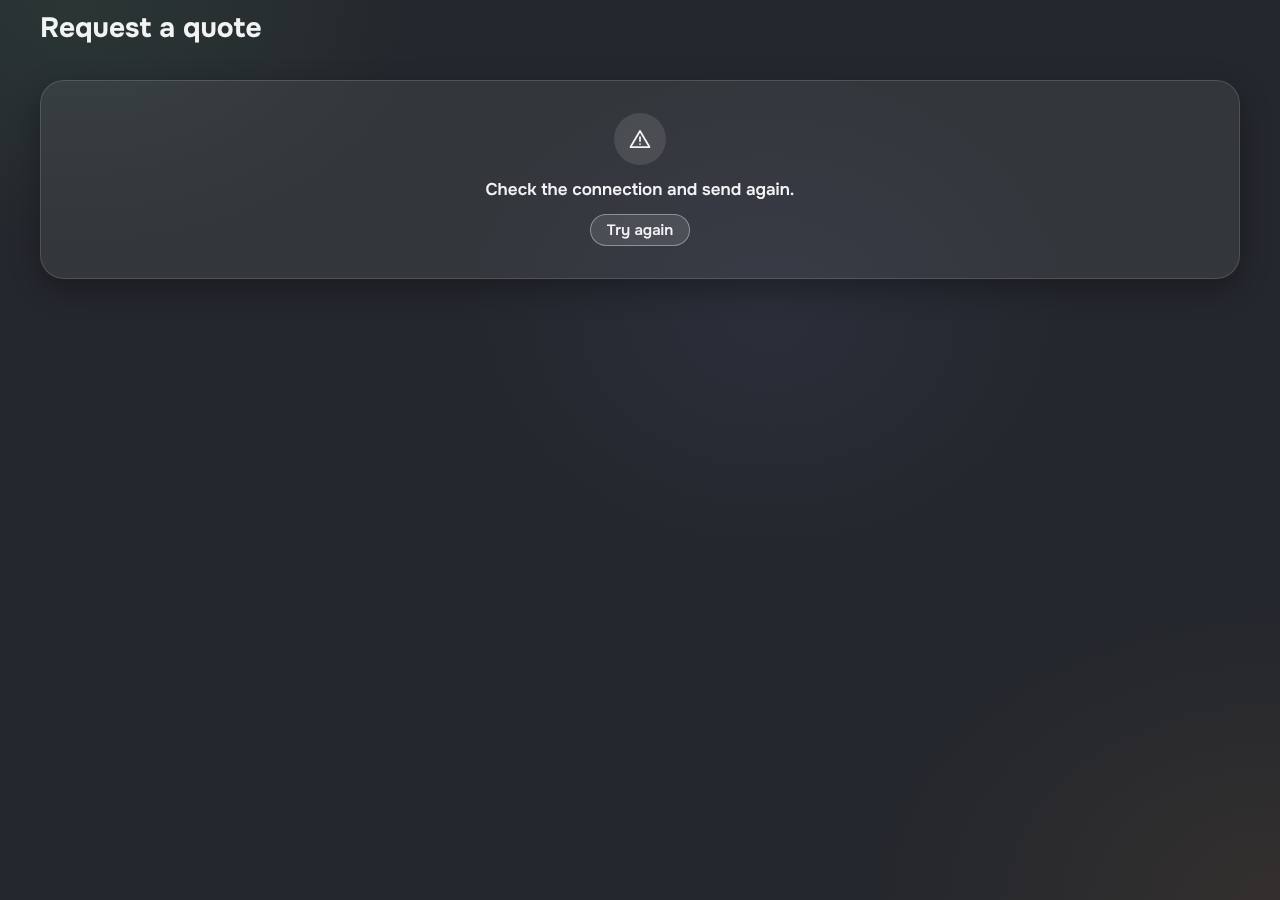 Request a quote
Check the connection and send again.
Try again